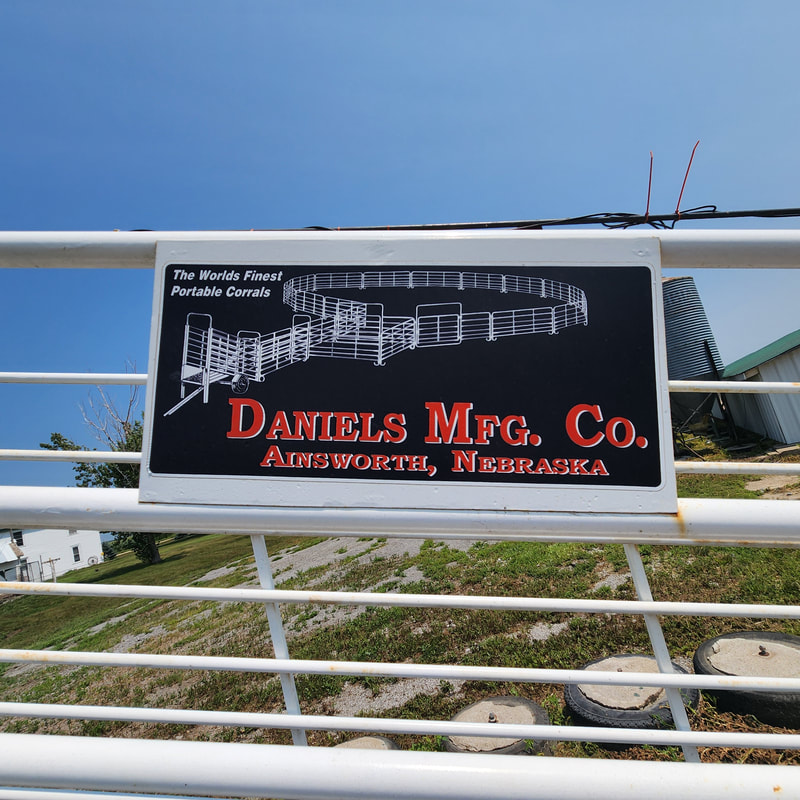 The Worlds Finest
Portable Corrals
DANIELS MFG. CO.
AINSWORTH, NEBRASKA